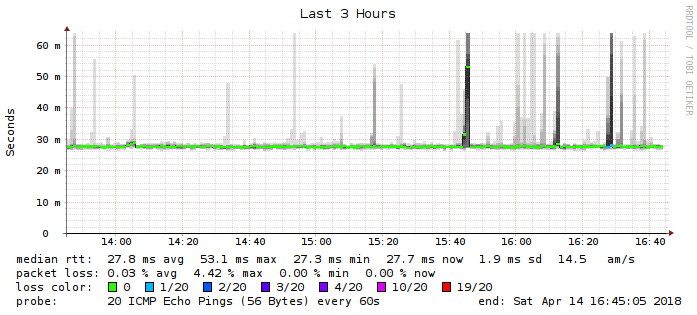 Last 3 Hours
RRDTOOL / TOBI OETIKER
Seconds
60 m
50 m
40 m
30 m
20 m
10 m
0
14:00 14:20 14:40 15:00 15:20 15:40 16:00 16:20 16:40
median rtt: 27.8 ms avg 53.1 ms max 27.3 ms min 27.7 ms now 1.9 ms sd 14.5 am/s
packet loss: 0.03 % avg 4.42 % max 0.00 % min 0.00 % now
loss color: 0 1/20 2/20 3/20 4/20 10/20 19/20
probe: 20 ICMP Echo Pings (56 Bytes) every 60s end: Sat Apr 14 16:45:05 2018